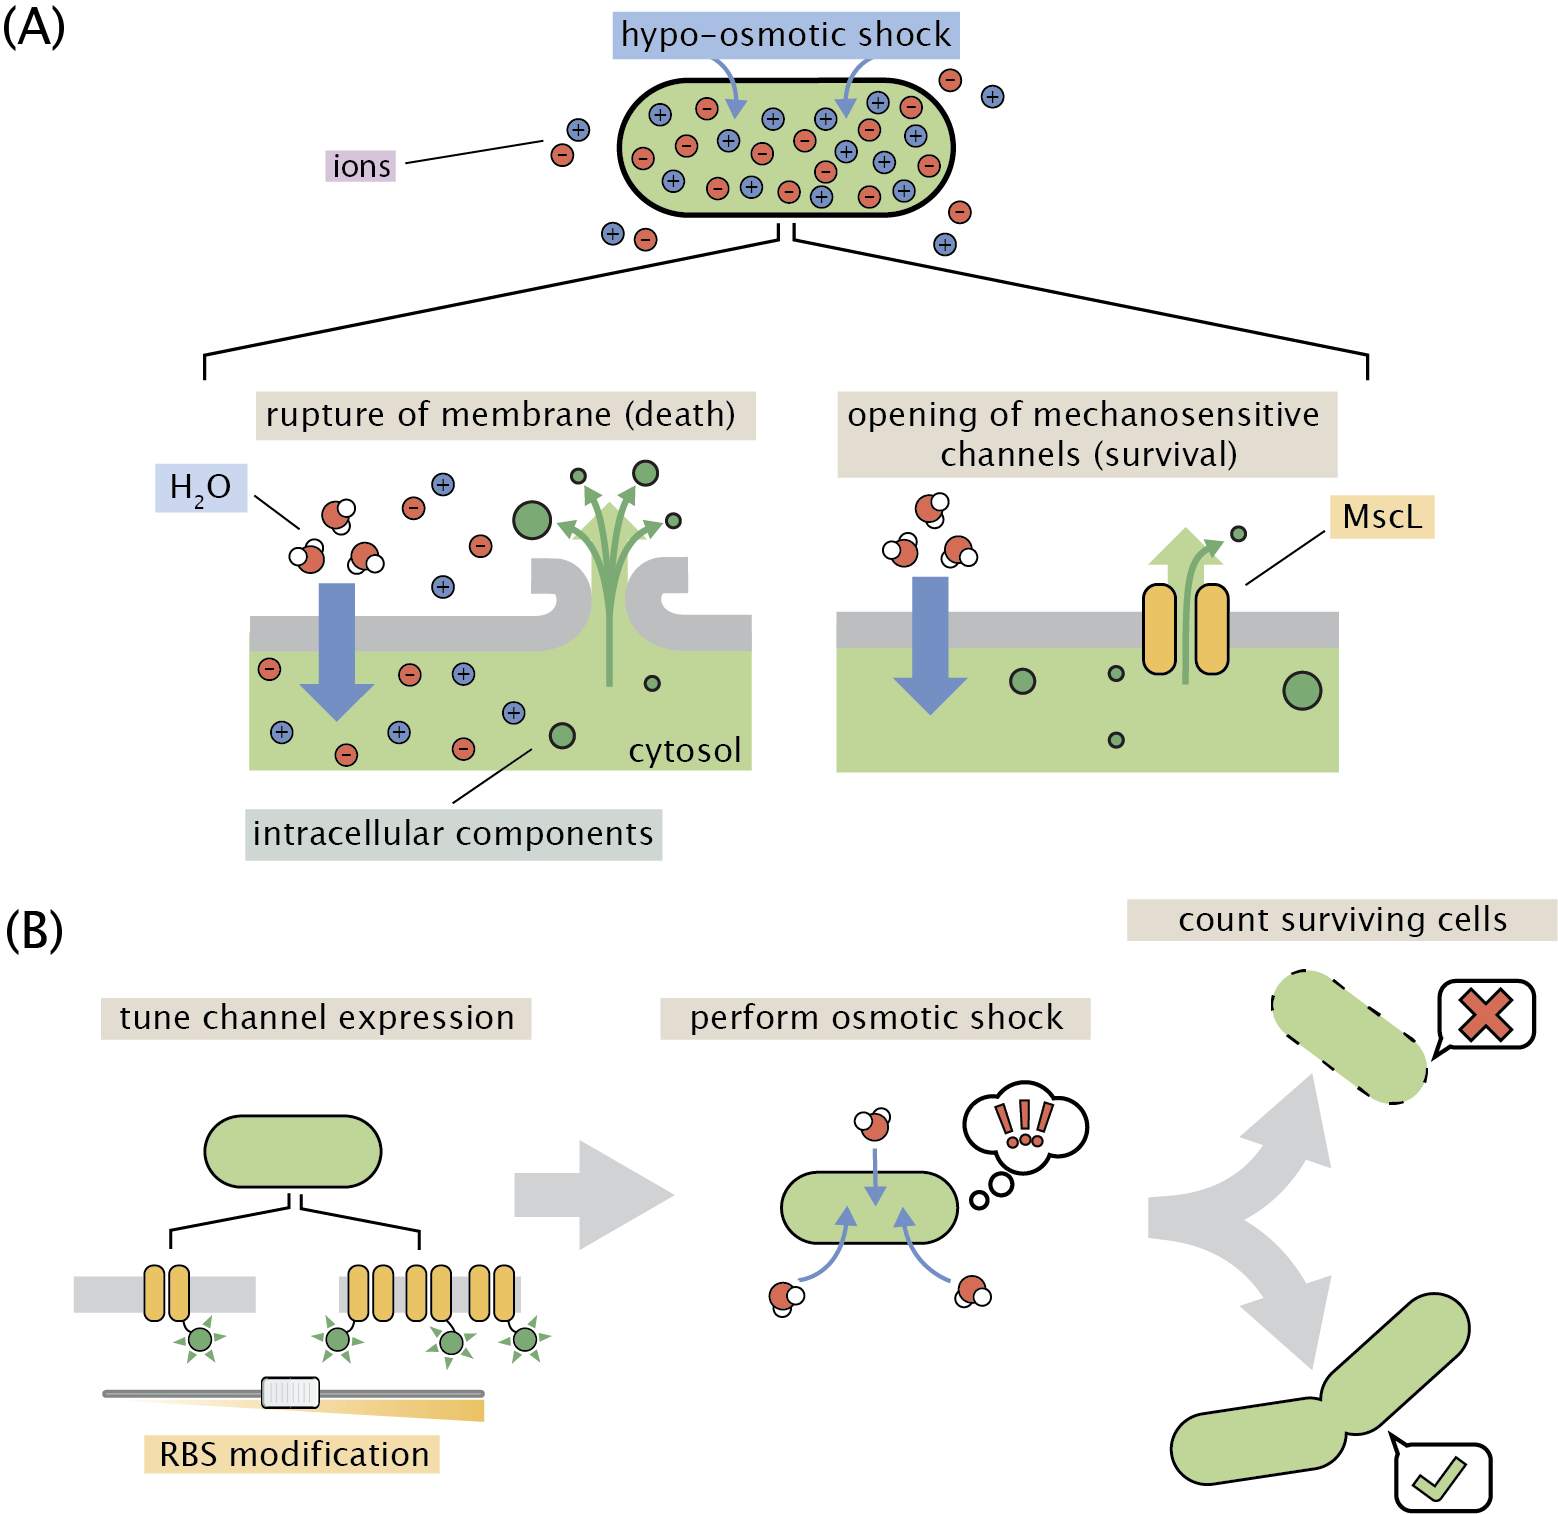 (A)
hypo-osmotic shock
ions
rupture of membrane (death)
opening of mechanosensitive
channels (survival)
H₂O
MscL
cytosol
intracellular components
(B)
count surviving cells
tune channel expression
perform osmotic shock
!!!
RBS modification